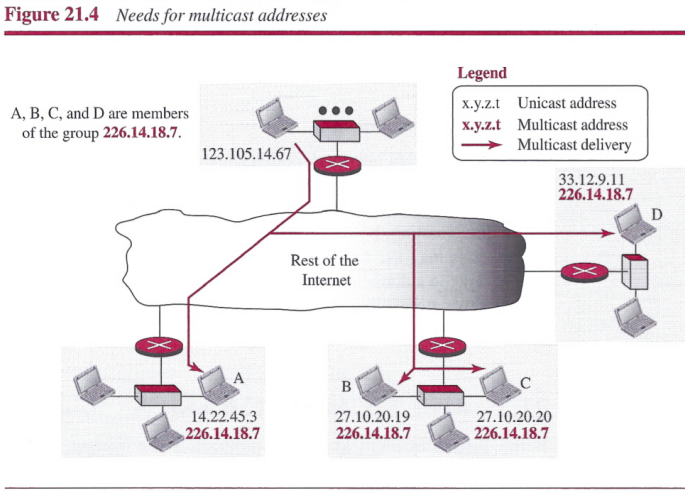 Figure 21.4 Needs for multicast addresses
A, B, C, and D are members
of the group 226.14.18.7.
123.105.14.67
Legend
x.y.z.t Unicast address
x.y.z.t Multicast address
Multicast delivery
33.12.9.11
226.14.18.7
D
Rest of the
Internet
A
14.22.45.3
226.14.18.7
B
27.10.20.19
226.14.18.7
C
27.10.20.20
226.14.18.7